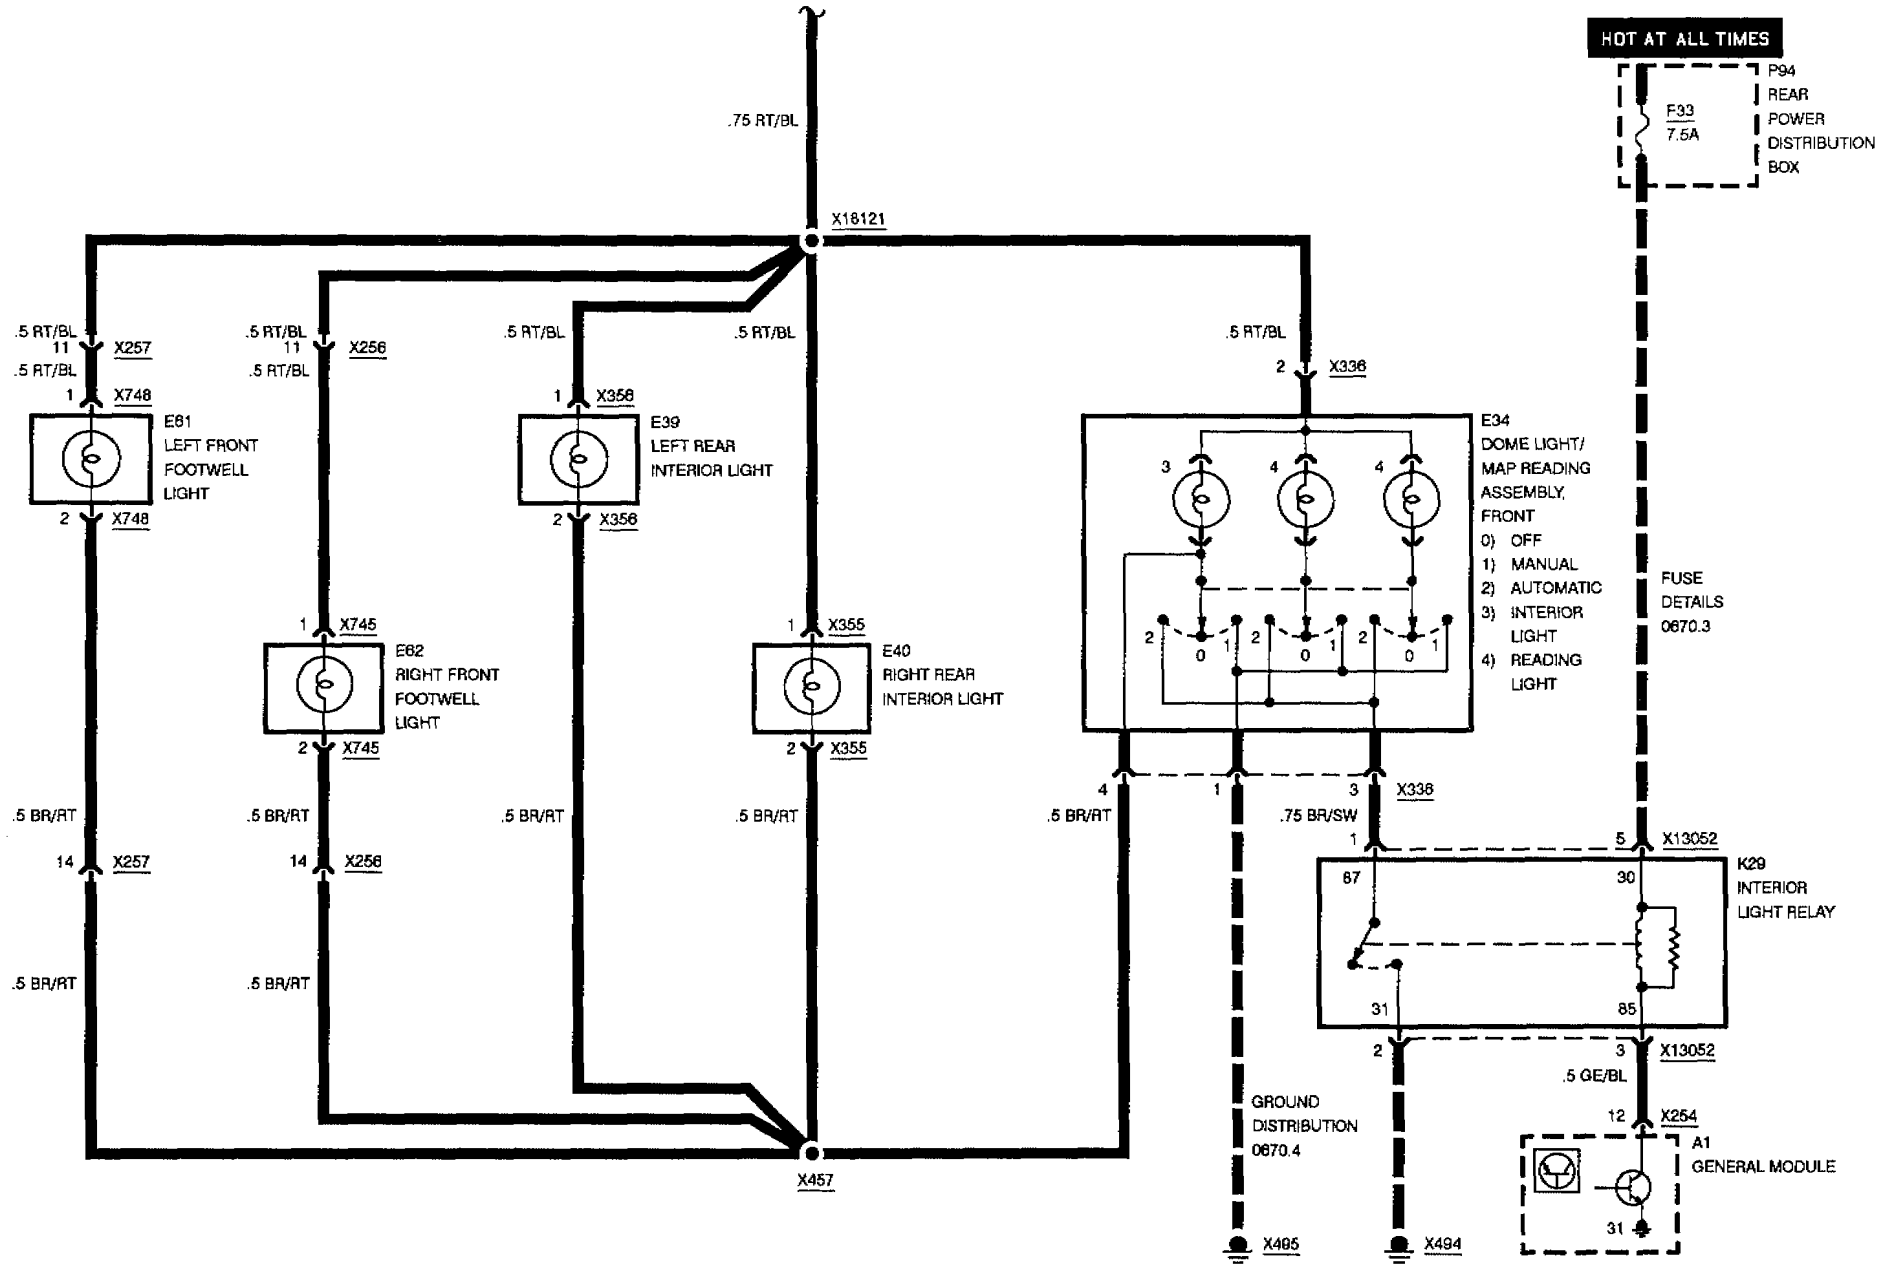 HOT AT ALL TIMES
P94
REAR
POWER
DISTRIBUTION
BOX
F33
7.5A
.75 RT/BL
X18121
.5 RT/BL
11
X257
.5 RT/BL
1
X748
E61
LEFT FRONT
FOOTWELL
LIGHT
2
X748
.5 RT/BL
11
X256
.5 RT/BL
.5 RT/BL
1
X356
E39
LEFT REAR
INTERIOR LIGHT
2
X356
.5 RT/BL
.5 RT/BL
2
X336
E34
DOME LIGHT/
MAP READING
ASSEMBLY,
FRONT
0) OFF
1) MANUAL
2) AUTOMATIC
3) INTERIOR
LIGHT
4) READING
LIGHT
3
4
4
2
0
1
2
0
1
2
0
1
FUSE
DETAILS
0670.3
1
X745
E62
RIGHT FRONT
FOOTWELL
LIGHT
2
X745
1
X355
E40
RIGHT REAR
INTERIOR LIGHT
2
X355
4
1
3
X336
.5 BR/RT
.5 BR/RT
.5 BR/RT
.5 BR/RT
.5 BR/RT
.75 BR/SW
1
5
X13052
14
X257
14
X256
K29
INTERIOR
LIGHT RELAY
87
30
31
85
.5 BR/RT
.5 BR/RT
2
3
X13052
.5 GE/BL
12
X254
A1
GENERAL MODULE
31
GROUND
DISTRIBUTION
0670.4
X457
X495
X494